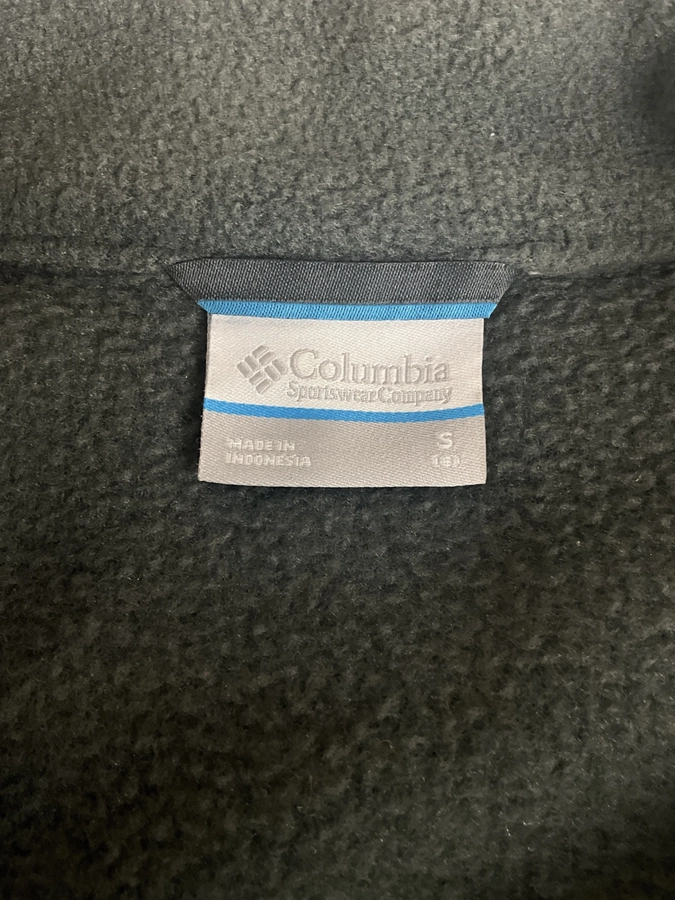 Columbia
Sportswear Company
MADE IN
INDONESIA
S